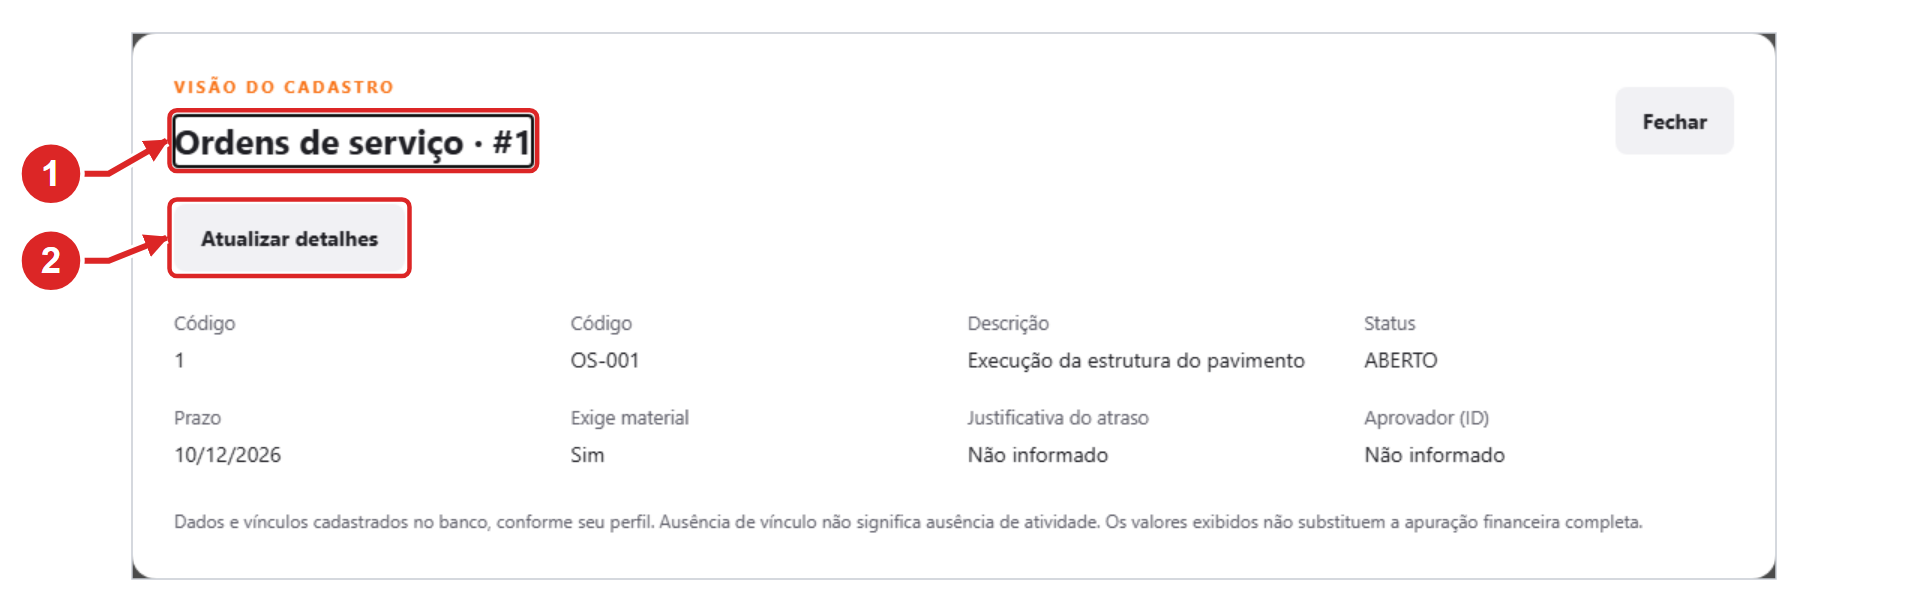 VISÃO DO CADASTRO
Ordens de serviço · #1
Fechar
1
Atualizar detalhes
2
Código
Código
Descrição
Status
1
OS-001
Execução da estrutura do pavimento
ABERTO
Prazo
Exige material
Justificativa do atraso
Aprovador (ID)
10/12/2026
Sim
Não informado
Não informado
Dados e vínculos cadastrados no banco, conforme seu perfil. Ausência de vínculo não significa ausência de atividade. Os valores exibidos não substituem a apuração financeira completa.